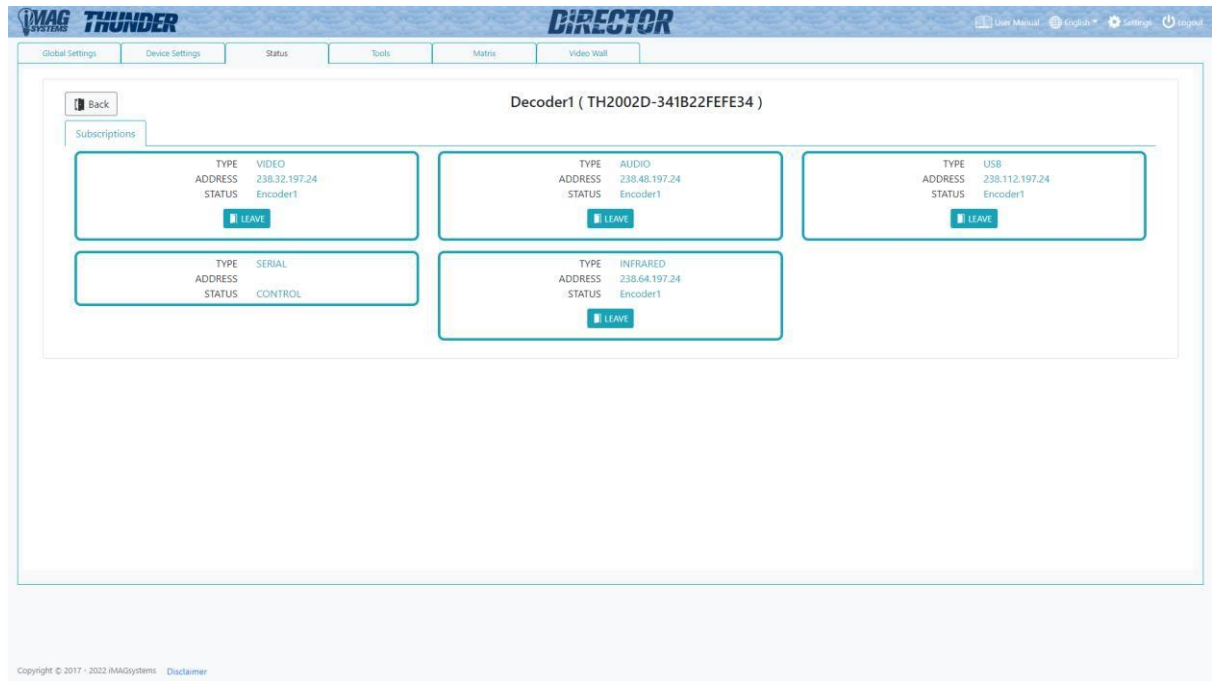 iMAG SYSTEMS THUNDER DiRECTOR User Manual English Settings Logout
Global Settings Device Settings Status Tools Matrix Video Wall
Back Decoder1 ( TH2002D-341B22FEFE34 )
Subscriptions
TYPE VIDEO
ADDRESS 238.32.197.24
STATUS Encoder1
LEAVE
TYPE AUDIO
ADDRESS 238.48.197.24
STATUS Encoder1
LEAVE
TYPE USB
ADDRESS 238.112.197.24
STATUS Encoder1
LEAVE
TYPE SERIAL
ADDRESS
STATUS CONTROL
TYPE INFRARED
ADDRESS 238.64.197.24
STATUS Encoder1
LEAVE
Copyright © 2017 - 2022 iMAGsystems Disclaimer